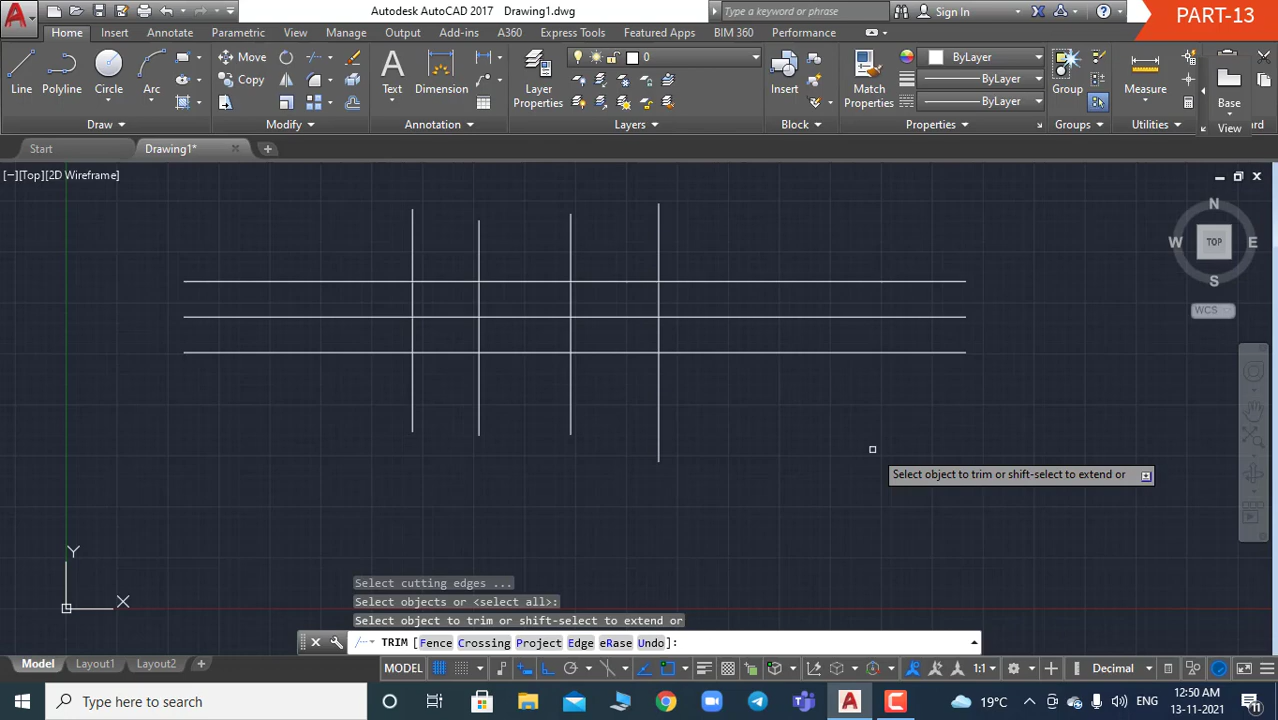 Autodesk AutoCAD 2017 Drawing1.dwg
Type a keyword or phrase
Sign In
PART-13
Home Insert Annotate Parametric View Manage Output Add-ins A360 Express Tools Featured Apps BIM 360 Performance
Line Polyline Circle Arc
Move
Copy
Text Dimension
Layer
Properties
0
Insert
Match
Properties
ByLayer
ByLayer
ByLayer
Group
Measure
Base
Draw Modify Annotation Layers Block Properties Groups Utilities View
Start Drawing1*
[−][Top][2D Wireframe]
N
W TOP E
S
WCS
Select object to trim or shift-select to extend or
Y
X
Select cutting edges ...
Select objects or <select all>:
Select object to trim or shift-select to extend or
TRIM [Fence Crossing Project Edge eRase Undo]:
Model Layout1 Layout2
MODEL 1:1 Decimal
Type here to search
19°C ENG 12:50 AM
13-11-2021